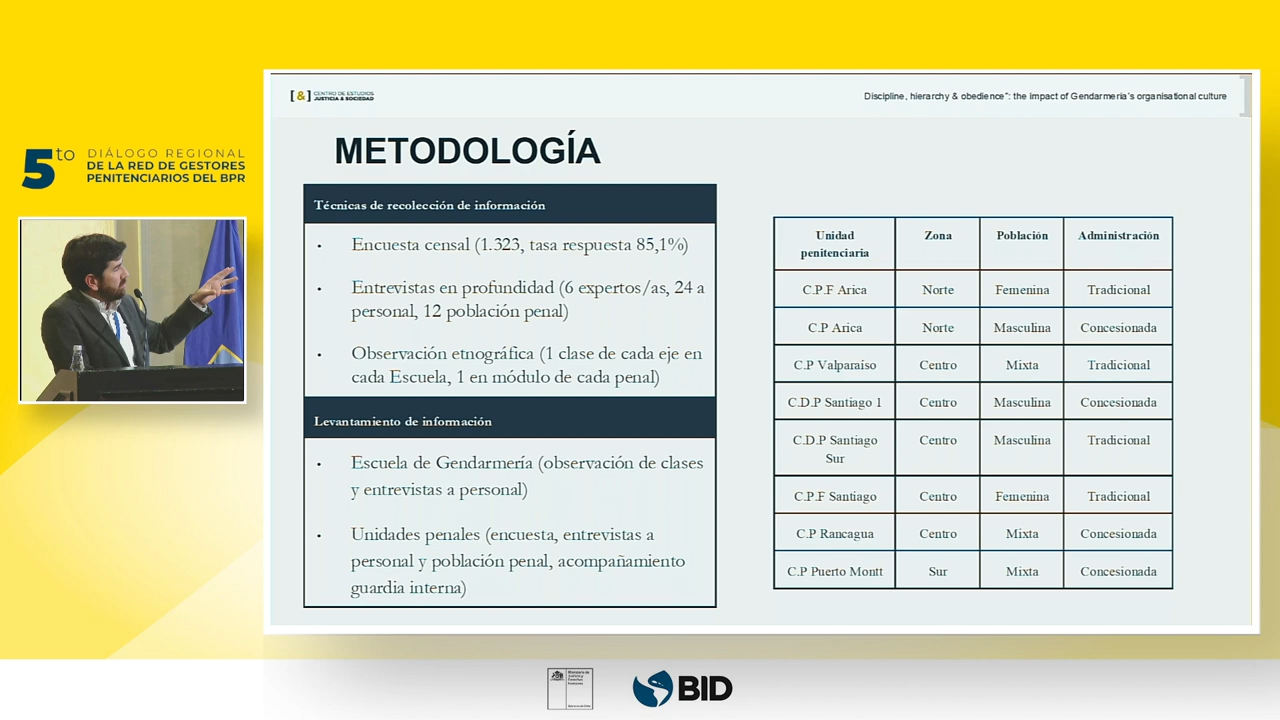 5to
DIÁLOGO REGIONAL
DE LA RED DE GESTORES
PENITENCIARIOS DEL BPR
[&] CENTRO DE ESTUDIOS
JUSTICIA & SOCIEDAD
Discipline, hierarchy & obedience": the impact of Gendarmería's organisational culture
METODOLOGÍA
Técnicas de recolección de información
• Encuesta censal (1.323, tasa respuesta 85,1%)
• Entrevistas en profundidad (6 expertos/as, 24 a
personal, 12 población penal)
• Observación etnográfica (1 clase de cada eje en
cada Escuela, 1 en módulo de cada penal)
Levantamiento de información
• Escuela de Gendarmería (observación de clases
y entrevistas a personal)
• Unidades penales (encuesta, entrevistas a
personal y población penal, acompañamiento
guardia interna)
Unidad penitenciaria Zona Población Administración
C.P.F Arica Norte Femenina Tradicional
C.P Arica Norte Masculina Concesionada
C.P Valparaíso Centro Mixta Tradicional
C.D.P Santiago 1 Centro Masculina Concesionada
C.D.P Santiago Sur Centro Masculina Tradicional
C.P.F Santiago Centro Femenina Tradicional
C.P Rancagua Centro Mixta Concesionada
C.P Puerto Montt Sur Mixta Concesionada
BID